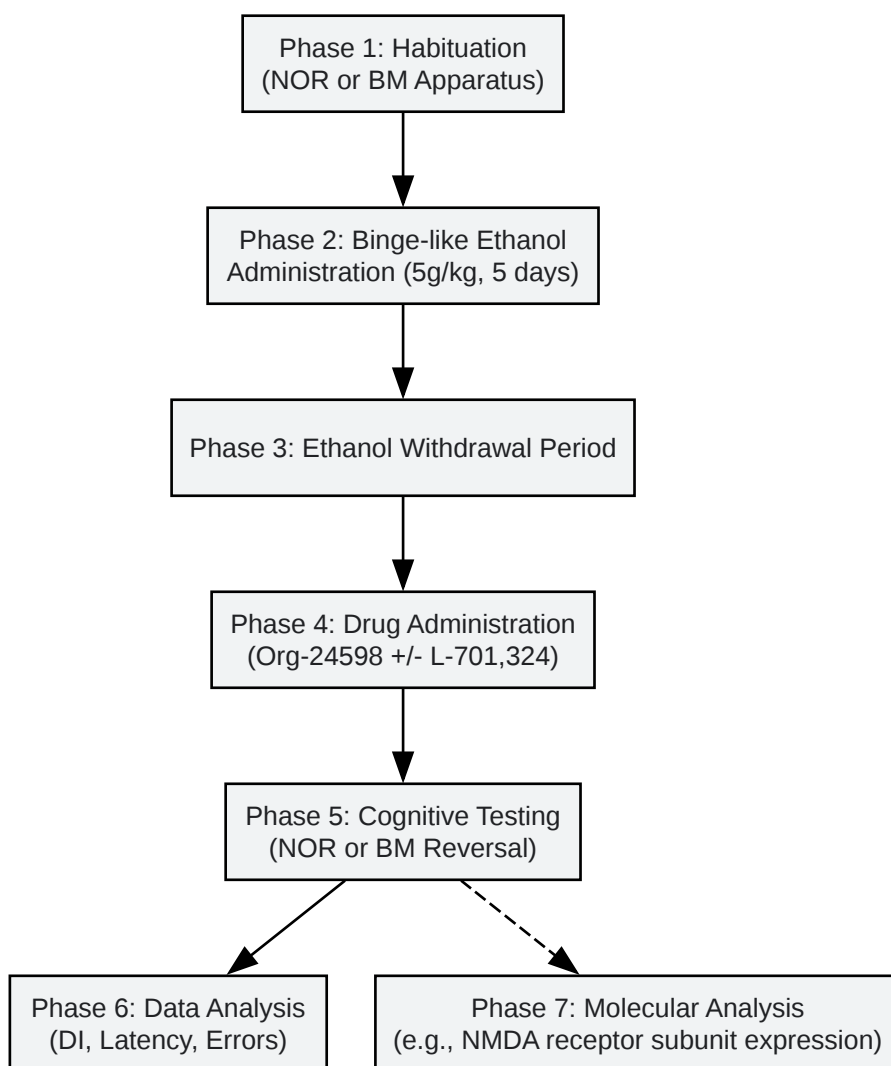 Phase 1: Habituation
(NOR or BM Apparatus)
Phase 2: Binge-like Ethanol
Administration (5g/kg, 5 days)
Phase 3: Ethanol Withdrawal Period
Phase 4: Drug Administration
(Org-24598 +/- L-701,324)
Phase 5: Cognitive Testing
(NOR or BM Reversal)
Phase 6: Data Analysis
(DI, Latency, Errors)
Phase 7: Molecular Analysis
(e.g., NMDA receptor subunit expression)